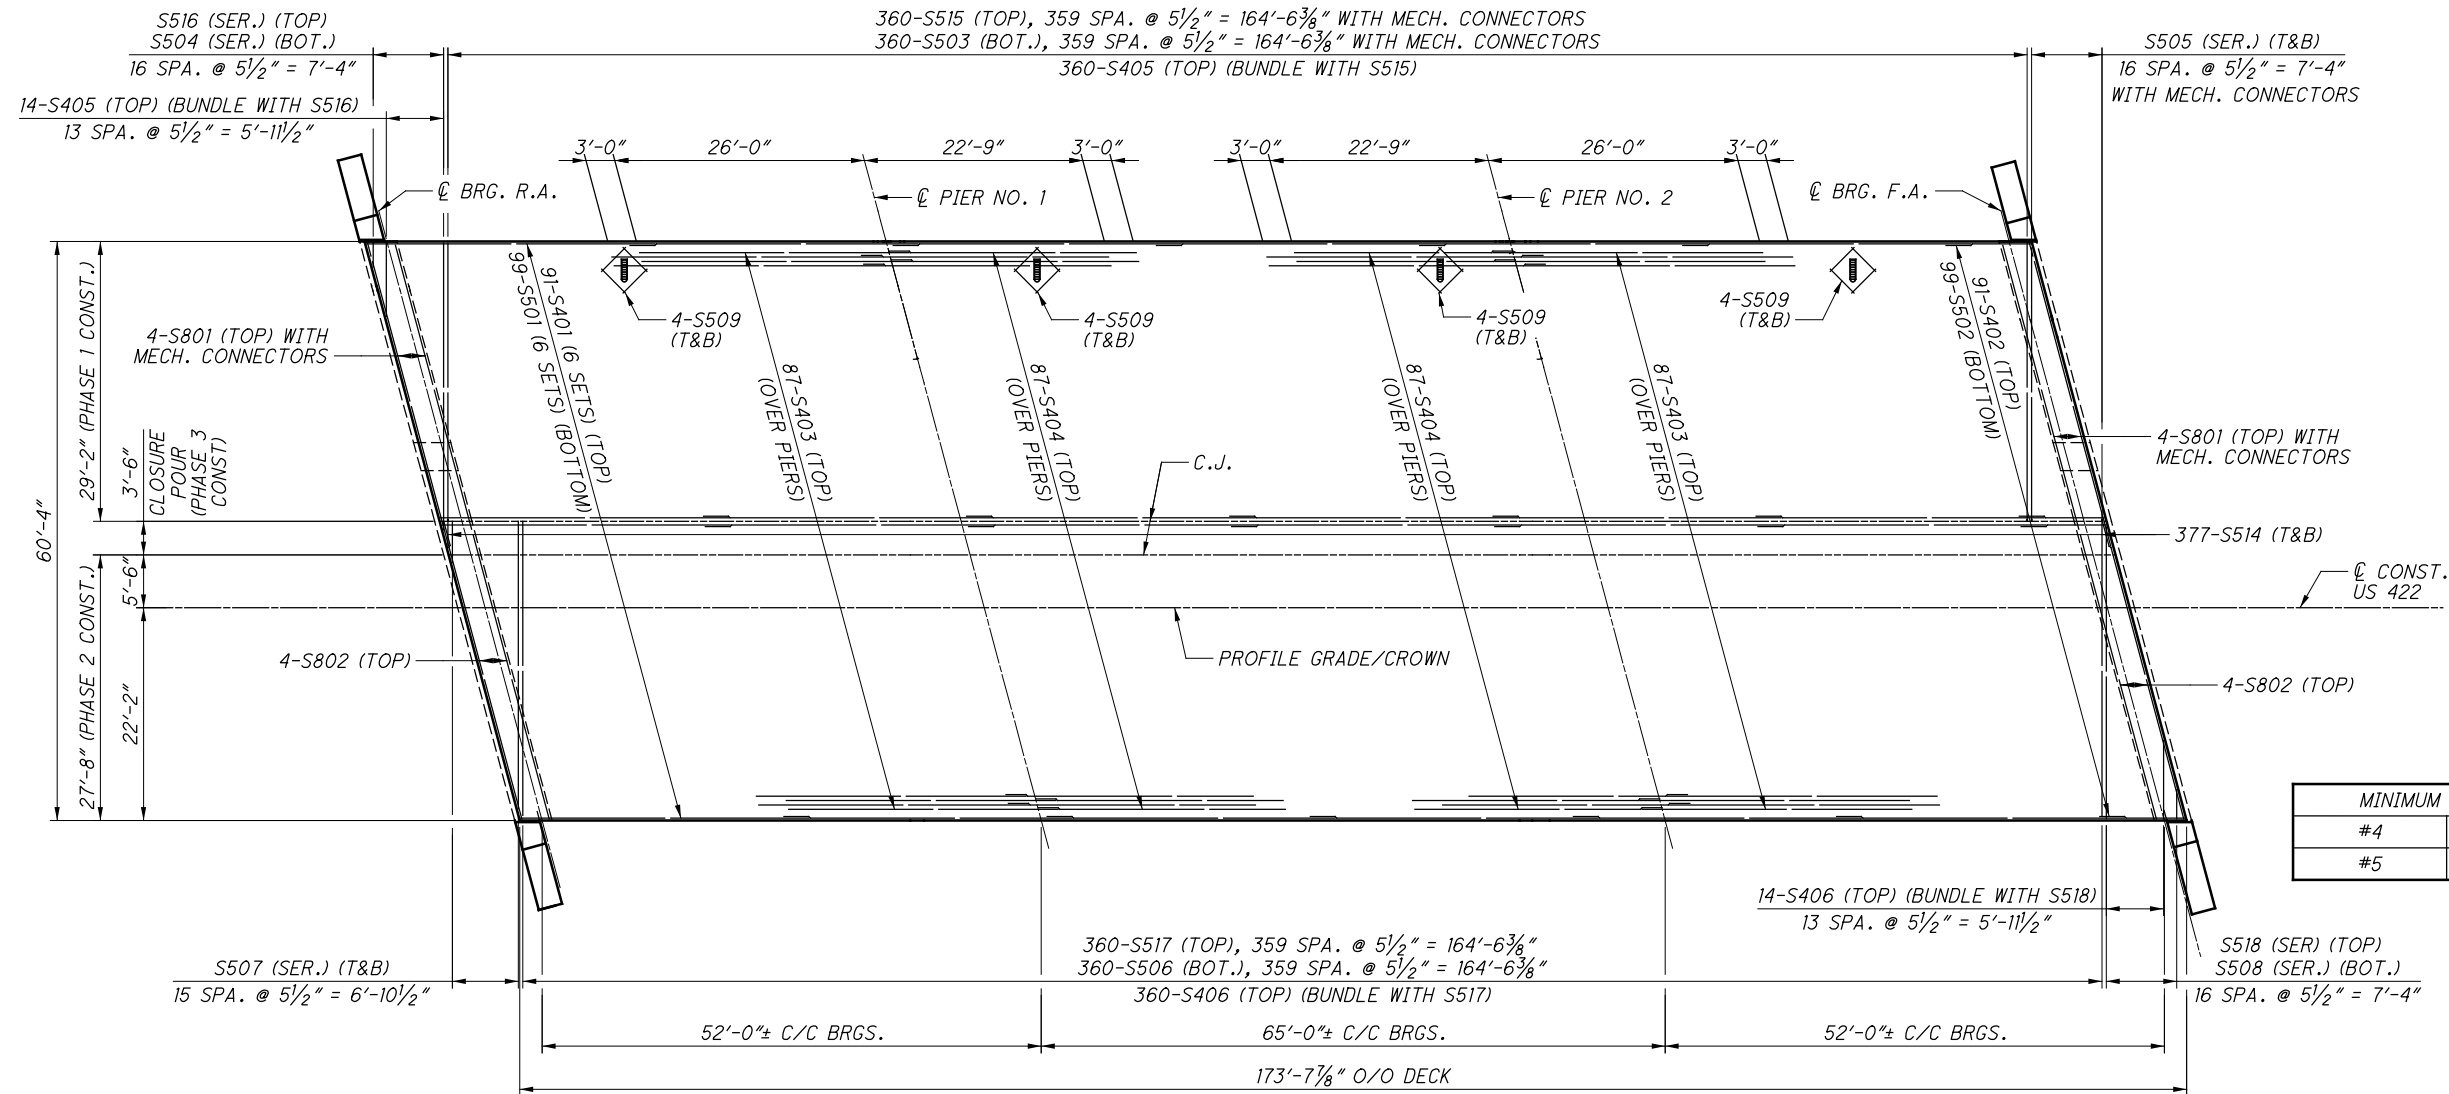 S516 (SER.) (TOP)
S504 (SER.) (BOT.)
16 SPA. @ 5½" = 7'-4"
14-S405 (TOP) (BUNDLE WITH S516)
13 SPA. @ 5½" = 5'-11½"
360-S515 (TOP), 359 SPA. @ 5½" = 164'-6⅜" WITH MECH. CONNECTORS
360-S503 (BOT.), 359 SPA. @ 5½" = 164'-6⅜" WITH MECH. CONNECTORS
360-S405 (TOP) (BUNDLE WITH S515)
S505 (SER.) (T&B)
16 SPA. @ 5½" = 7'-4"
WITH MECH. CONNECTORS
3'-0"
26'-0"
22'-9"
3'-0"
3'-0"
22'-9"
26'-0"
3'-0"
℄ BRG. R.A.
℄ PIER NO. 1
℄ PIER NO. 2
℄ BRG. F.A.
4-S509
(T&B)
4-S509
(T&B)
4-S509
(T&B)
4-S509
(T&B)
4-S801 (TOP) WITH
MECH. CONNECTORS
91-S401 (6 SETS) (TOP)
99-S501 (6 SETS) (BOTTOM)
87-S403 (TOP)
(OVER PIERS)
87-S404 (TOP)
(OVER PIERS)
87-S404 (TOP)
(OVER PIERS)
87-S403 (TOP)
(OVER PIERS)
91-S402 (TOP)
99-S502 (BOTTOM)
4-S801 (TOP) WITH
MECH. CONNECTORS
60'-4"
29'-2" (PHASE 1 CONST.)
3'-6"
CLOSURE
POUR
(PHASE 3
CONST)
27'-8" (PHASE 2 CONST.)
5'-6"
22'-2"
C.J.
377-S514 (T&B)
℄ CONST.
US 422
4-S802 (TOP)
PROFILE GRADE/CROWN
4-S802 (TOP)
MINIMUM
#4
#5
14-S406 (TOP) (BUNDLE WITH S518)
13 SPA. @ 5½" = 5'-11½"
S507 (SER.) (T&B)
15 SPA. @ 5½" = 6'-10½"
360-S517 (TOP), 359 SPA. @ 5½" = 164'-6⅜"
360-S506 (BOT.), 359 SPA. @ 5½" = 164'-6⅜"
360-S406 (TOP) (BUNDLE WITH S517)
S518 (SER) (TOP)
S508 (SER.) (BOT.)
16 SPA. @ 5½" = 7'-4"
52'-0"± C/C BRGS.
65'-0"± C/C BRGS.
52'-0"± C/C BRGS.
173'-7⅞" O/O DECK